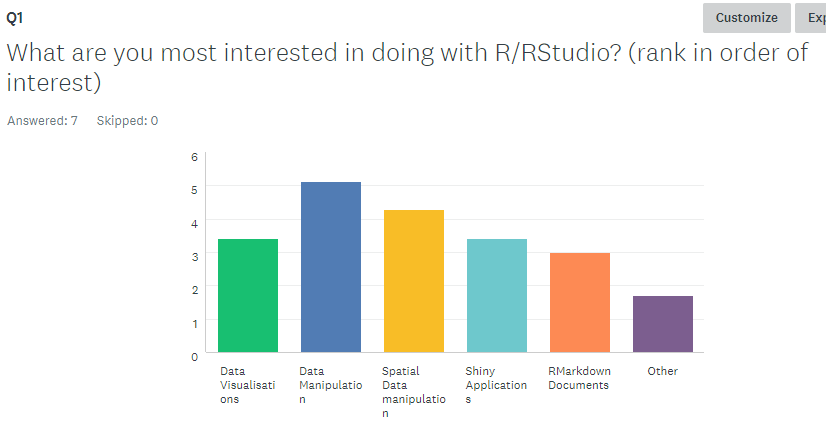 Q1
Customize
Exp
What are you most interested in doing with R/RStudio? (rank in order of
interest)
Answered: 7 Skipped: 0
6
5
4
3
2
1
0
Data
Visualisati
ons
Data
Manipulatio
n
Spatial
Data
manipulatio
n
Shiny
Application
s
RMarkdown
Documents
Other